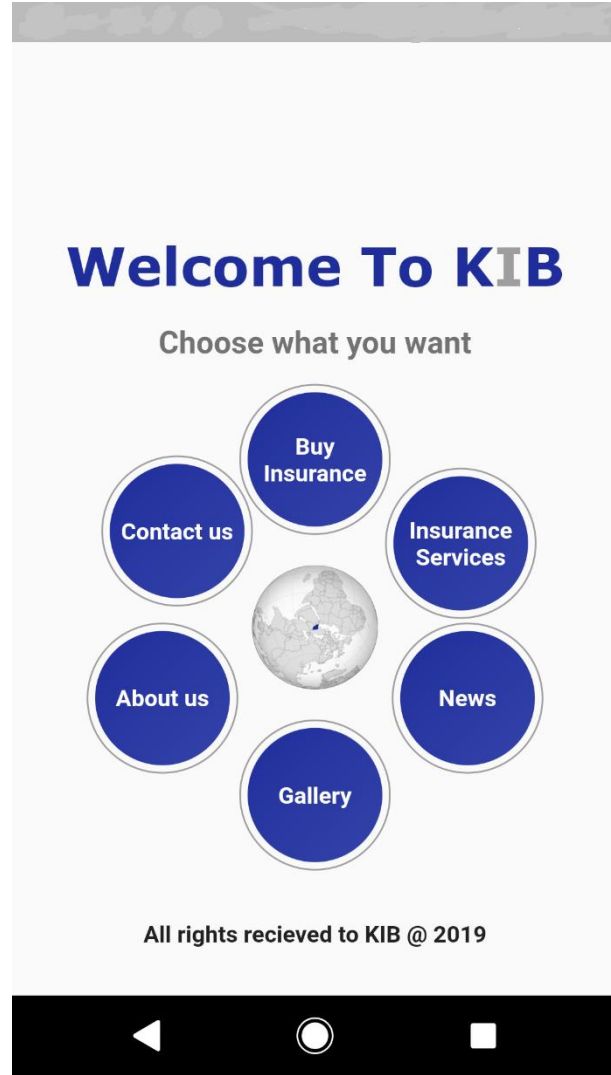 Welcome To KIB
Choose what you want
Buy
Insurance
Contact us
Insurance
Services
About us
News
Gallery
All rights recieved to KIB @ 2019